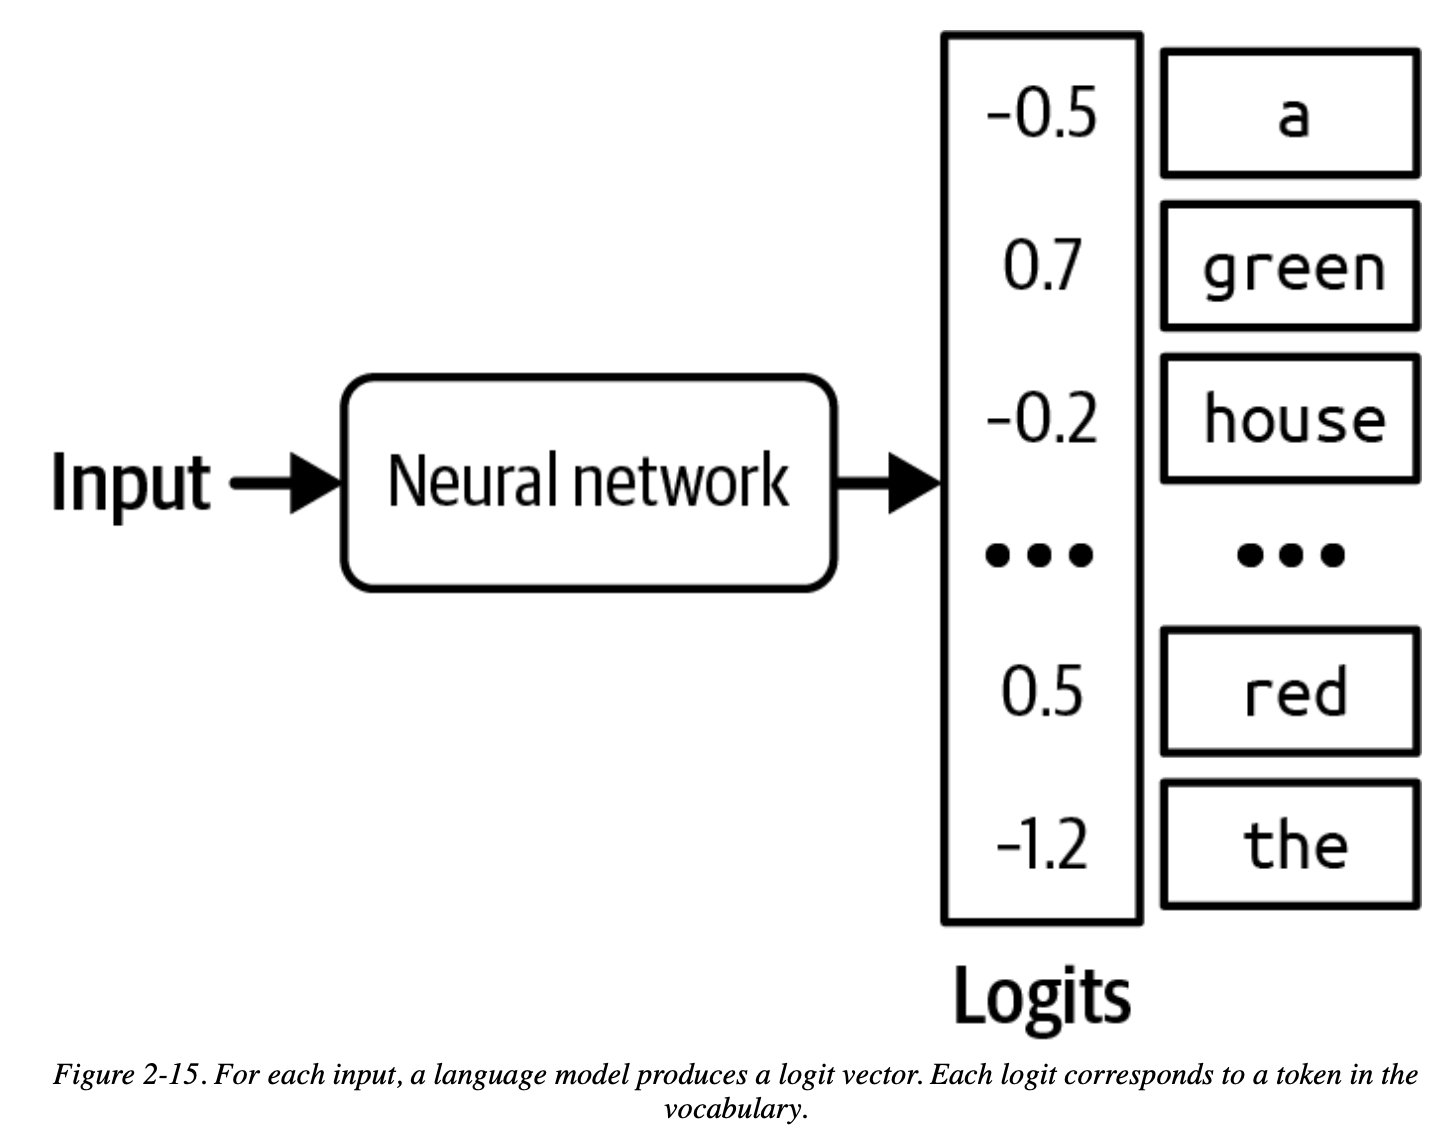 -0.5 a
0.7 green
-0.2 house
Input Neural network
••• •••
0.5 red
-1.2 the
Logits
Figure 2-15. For each input, a language model produces a logit vector. Each logit corresponds to a token in the
vocabulary.